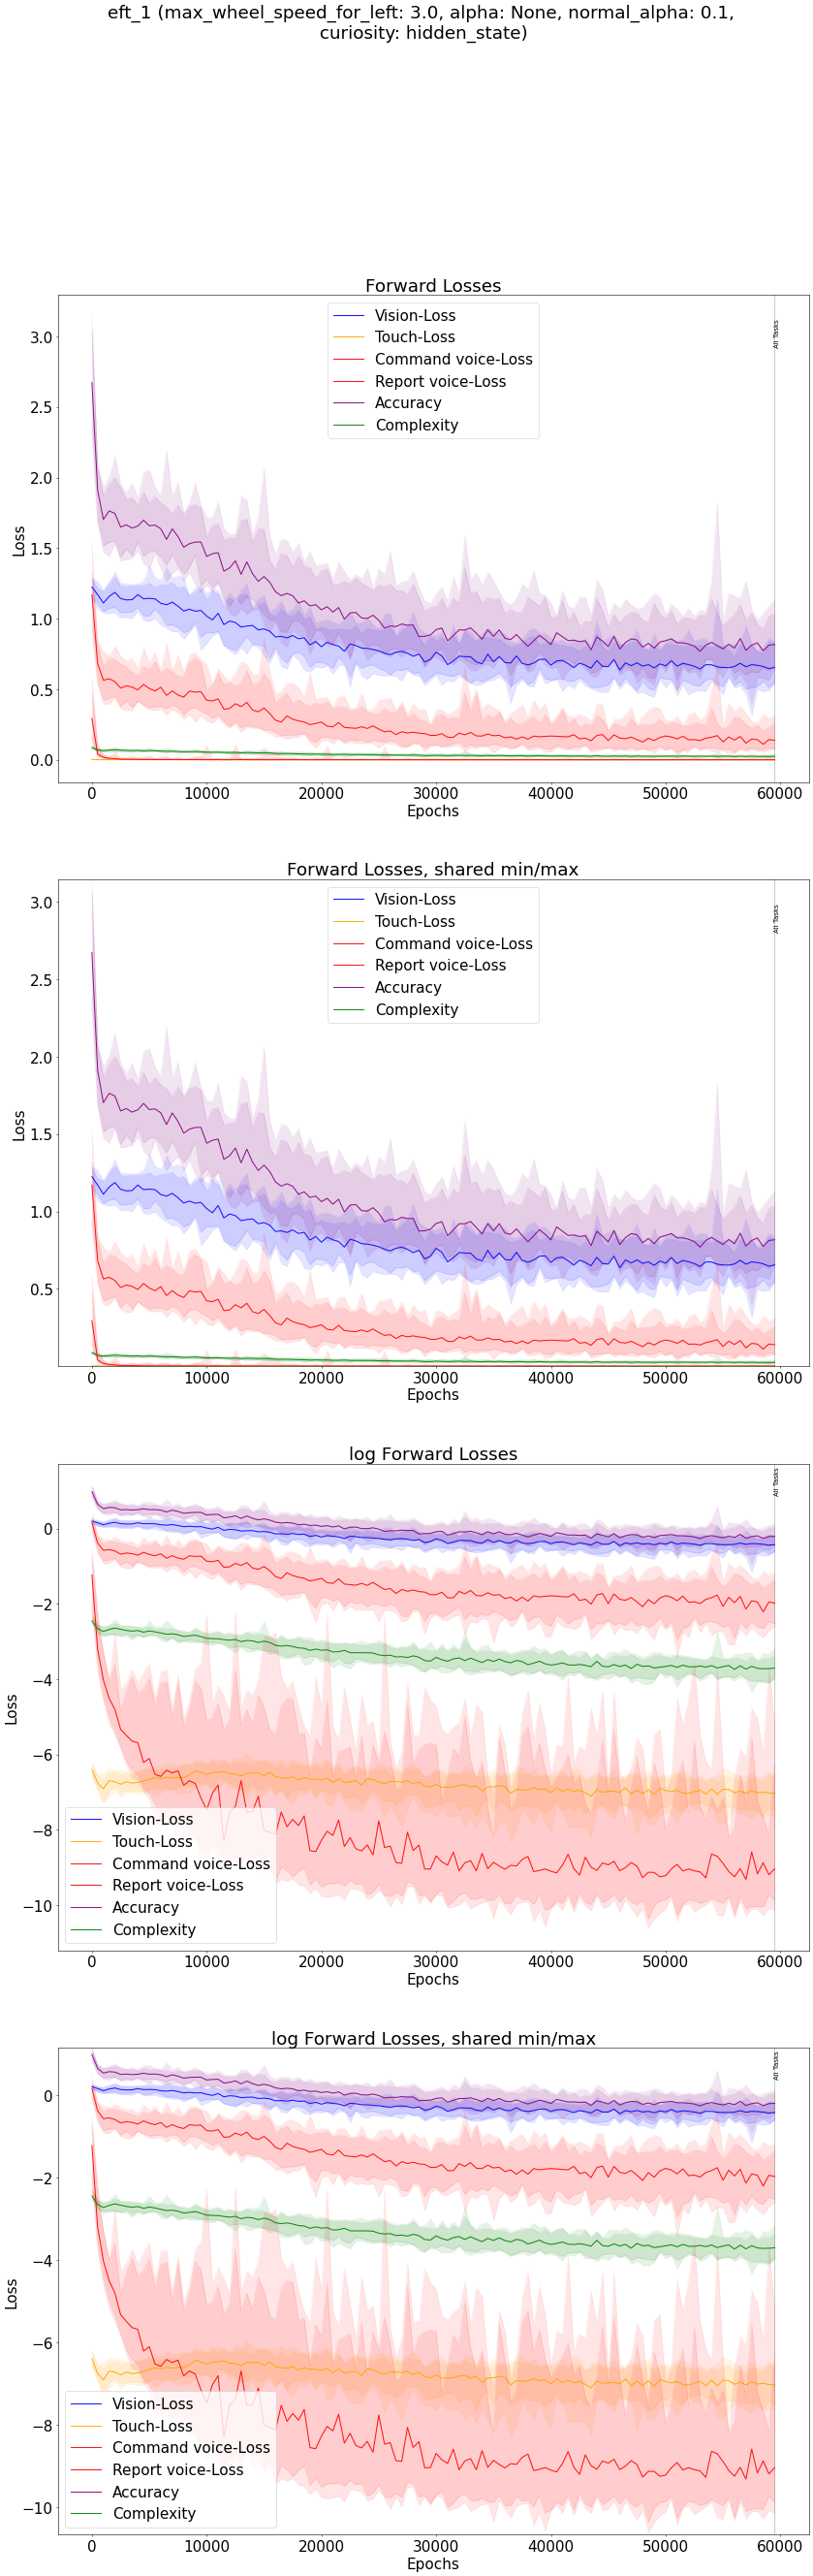 eft_1 (max_wheel_speed_for_left: 3.0, alpha: None, normal_alpha: 0.1,
curiosity: hidden_state)
Forward Losses
Vision-Loss
Touch-Loss
Command voice-Loss
Report voice-Loss
Accuracy
Complexity
All Tasks
3.0
2.5
2.0
1.5
1.0
0.5
0.0
Loss
0 10000 20000 30000 40000 50000 60000
Epochs
Forward Losses, shared min/max
Vision-Loss
Touch-Loss
Command voice-Loss
Report voice-Loss
Accuracy
Complexity
All Tasks
3.0
2.5
2.0
1.5
1.0
0.5
Loss
0 10000 20000 30000 40000 50000 60000
Epochs
log Forward Losses
All Tasks
0
−2
−4
−6
−8
−10
Loss
Vision-Loss
Touch-Loss
Command voice-Loss
Report voice-Loss
Accuracy
Complexity
0 10000 20000 30000 40000 50000 60000
Epochs
log Forward Losses, shared min/max
All Tasks
0
−2
−4
−6
−8
−10
Loss
Vision-Loss
Touch-Loss
Command voice-Loss
Report voice-Loss
Accuracy
Complexity
0 10000 20000 30000 40000 50000 60000
Epochs